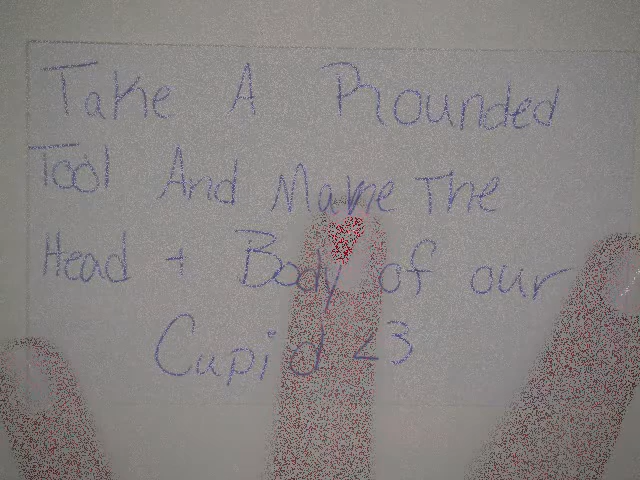 Take A Rounded
Tool And Make The
Head + Body of our
Cupid <3